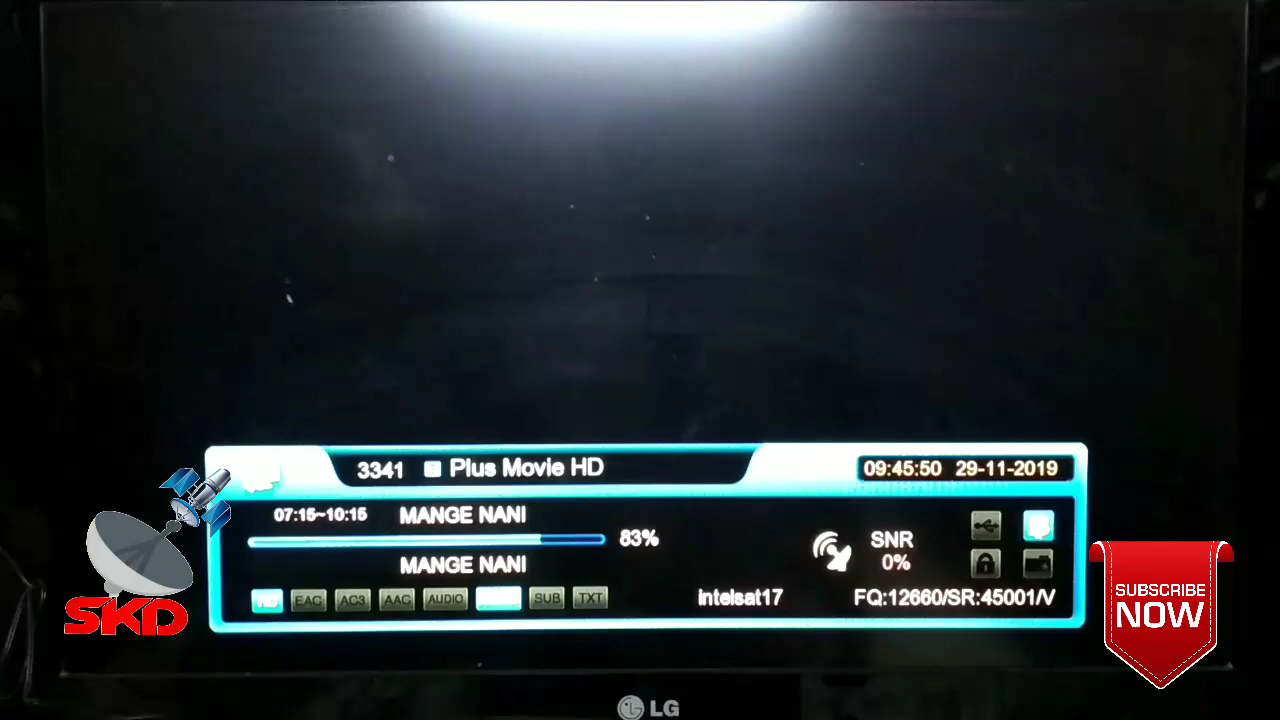 3341 Plus Movie HD
09:45:50 29-11-2019
07:15~10:15 MANGE NANI
83%
MANGE NANI
SNR
0%
HD EAC AC3 AAC AUDIO SUB TXT
intelsat17
FQ:12660/SR:45001/V
SKD
SUBSCRIBE
NOW
LG